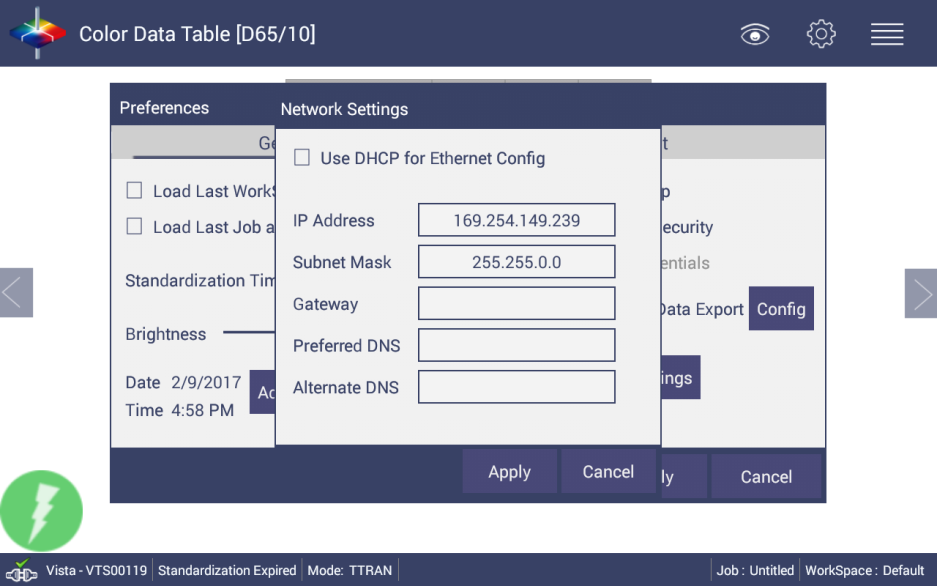 Color Data Table [D65/10]
Preferences
Network Settings
Use DHCP for Ethernet Config
Load Last Work
Load Last Job a
Standardization Tim
Brightness
Date 2/9/2017
Time 4:58 PM
IP Address 169.254.149.239
Subnet Mask 255.255.0.0
Gateway
Preferred DNS
Alternate DNS
ecurity
entials
Data Export Config
ings
Apply Cancel
ly Cancel
Vista - VTS00119 Standardization Expired Mode: TTRAN Job : Untitled WorkSpace : Default